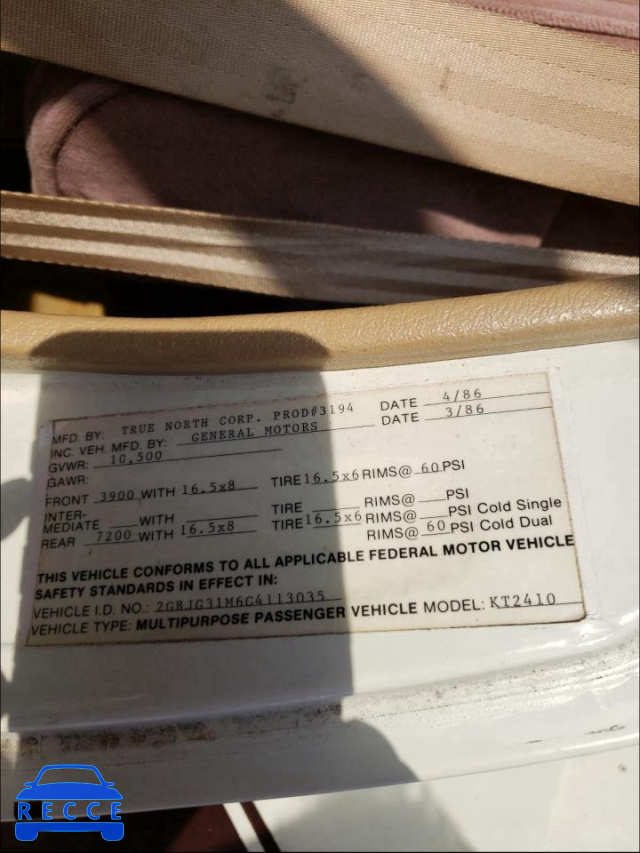 MFD. BY: TRUE NORTH CORP. PROD#3194 DATE 4/86
INC. VEH. MFD. BY: GENERAL MOTORS DATE 3/86
GVWR: 10,500
GAWR:
FRONT 3900 WITH 16.5x8 TIRE 16.5x6 RIMS@ 60 PSI
INTER-
MEDIATE WITH TIRE RIMS@ PSI
REAR 7200 WITH 16.5x8 TIRE 16.5x6 RIMS@ PSI Cold Single
RIMS@ 60 PSI Cold Dual
THIS VEHICLE CONFORMS TO ALL APPLICABLE FEDERAL MOTOR VEHICLE
SAFETY STANDARDS IN EFFECT IN:
VEHICLE I.D. NO.: 2GBJG31M6G4113035
VEHICLE TYPE: MULTIPURPOSE PASSENGER VEHICLE MODEL: KT2410
RECCE